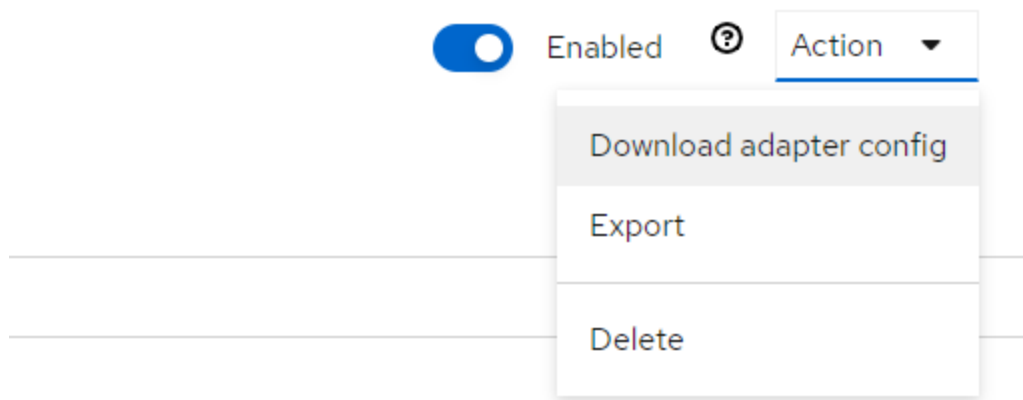 Enabled
Action
Download adapter config
Export
Delete